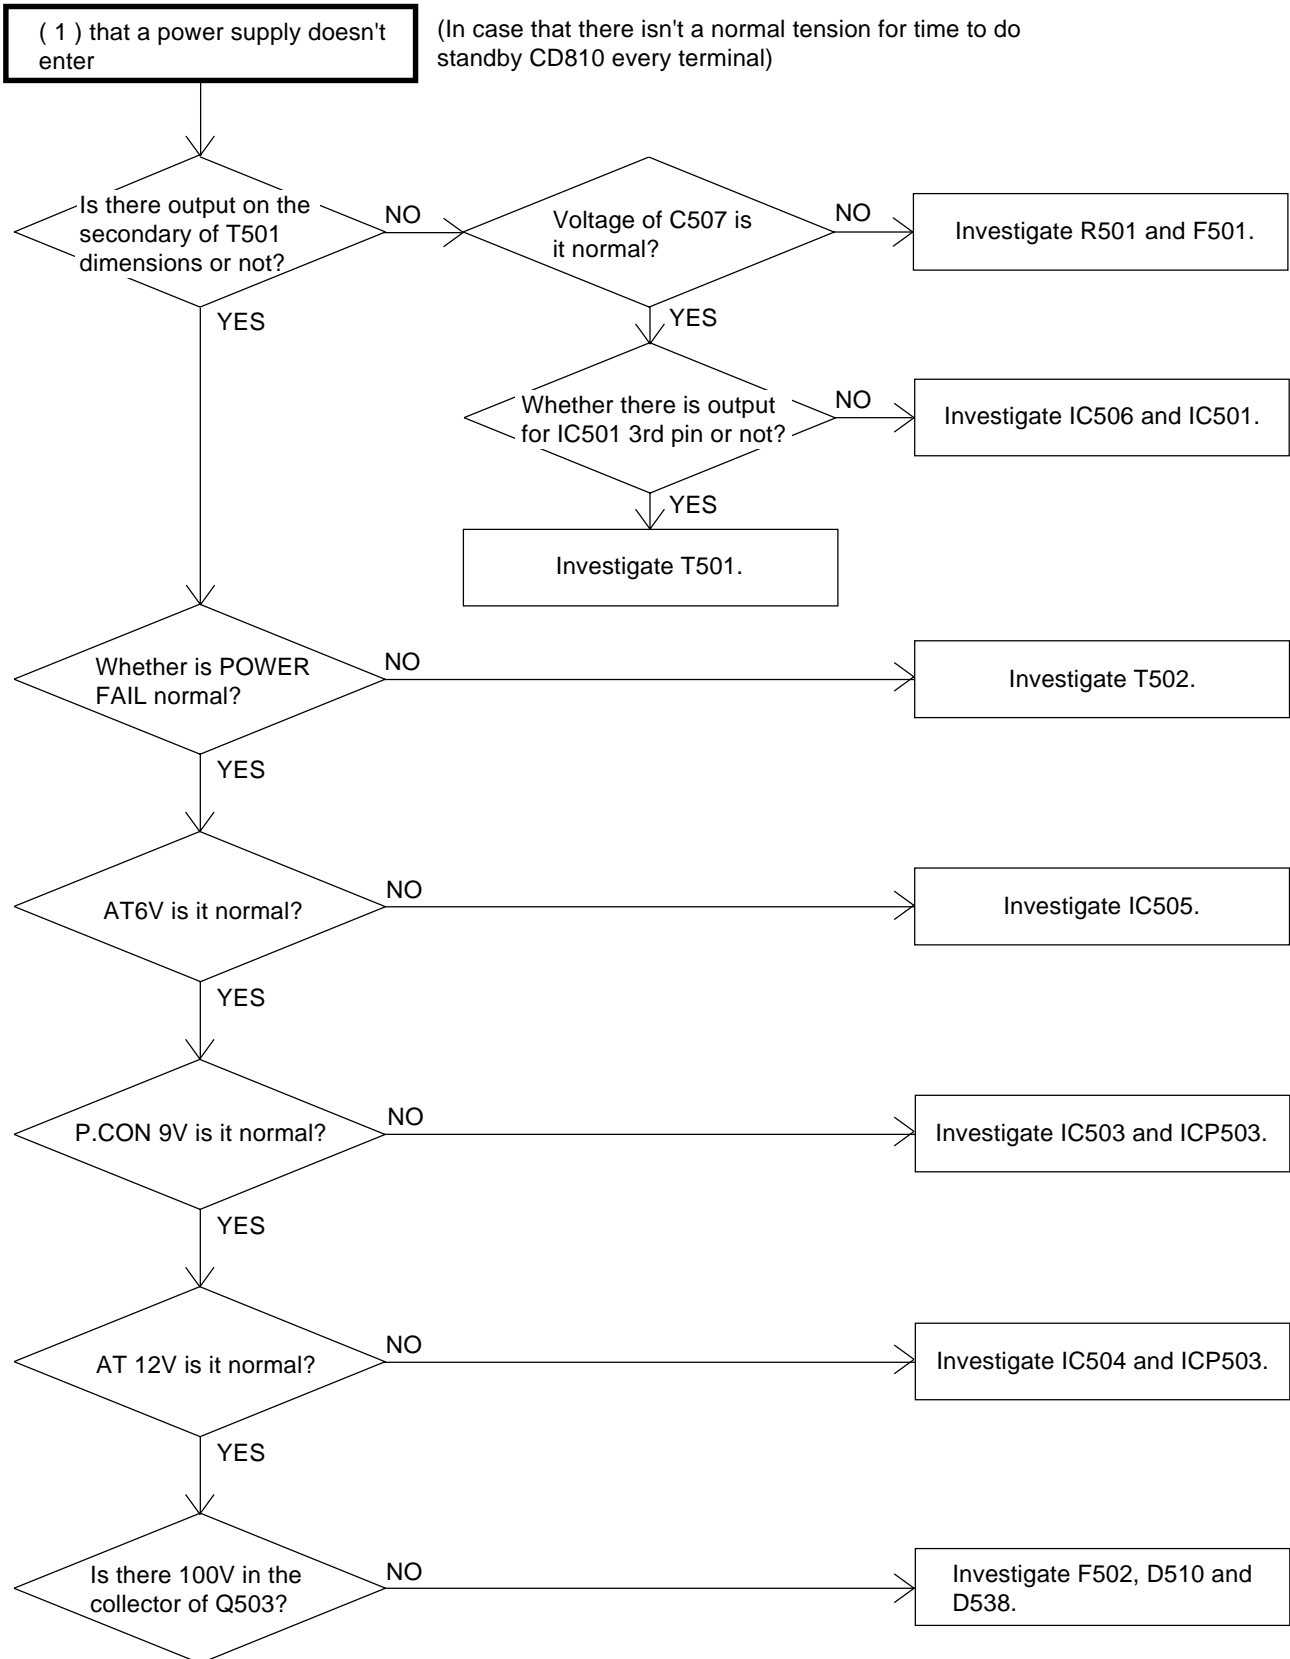 ( 1 ) that a power supply doesn't
enter
(In case that there isn't a normal tension for time to do
standby CD810 every terminal)
Is there output on the
secondary of T501
dimensions or not?
NO
Voltage of C507 is
it normal?
NO
Investigate R501 and F501.
YES
YES
Whether there is output
for IC501 3rd pin or not?
NO
Investigate IC506 and IC501.
YES
Investigate T501.
Whether is POWER
FAIL normal?
NO
Investigate T502.
YES
AT6V is it normal?
NO
Investigate IC505.
YES
P.CON 9V is it normal?
NO
Investigate IC503 and ICP503.
YES
AT 12V is it normal?
NO
Investigate IC504 and ICP503.
YES
Is there 100V in the
collector of Q503?
NO
Investigate F502, D510 and
D538.